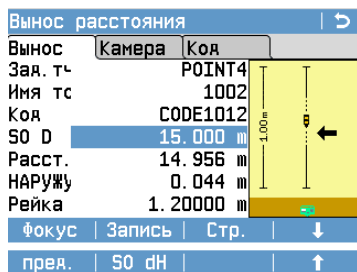 Вынос расстояния
Вынос Камера Код
Зад. тч POINT4
Имя то 1002
Код CODE1012
SO D 15.000 m
Расст. 14.956 m
НАРУЖУ 0.044 m
Рейка 1.20000 m
1.00m
Фокус Запись Стр. ↓
пред. SO dH ↑